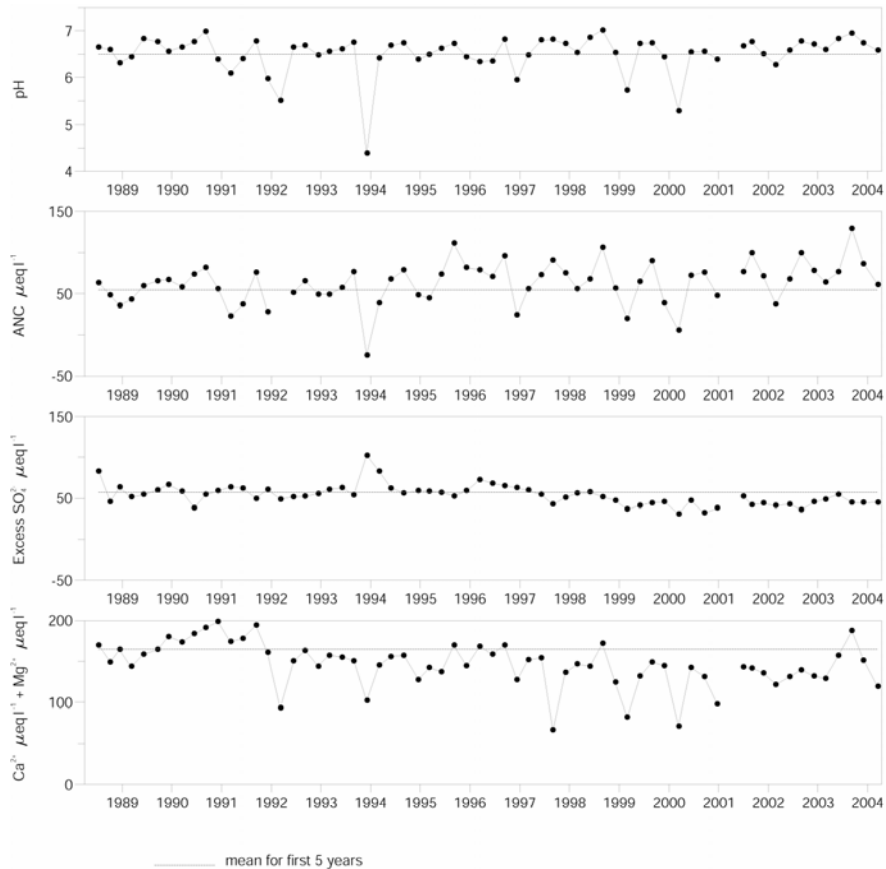 7
6
5
4
pH
1989 1990 1991 1992 1993 1994 1995 1996 1997 1998 1999 2000 2001 2002 2003 2004
150
50
-50
ANC µeq l⁻¹
1989 1990 1991 1992 1993 1994 1995 1996 1997 1998 1999 2000 2001 2002 2003 2004
150
50
-50
Excess SO₄²⁻ µeq l⁻¹
1989 1990 1991 1992 1993 1994 1995 1996 1997 1998 1999 2000 2001 2002 2003 2004
200
100
0
Ca²⁺ µeq l⁻¹ + Mg²⁺ µeq l⁻¹
1989 1990 1991 1992 1993 1994 1995 1996 1997 1998 1999 2000 2001 2002 2003 2004
mean for first 5 years